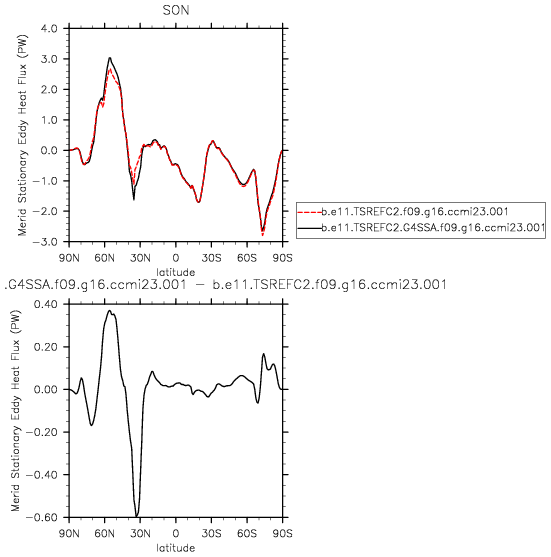 SON
Merid Stationary Eddy Heat Flux (PW)
4.0
3.0
2.0
1.0
0.0
-1.0
-2.0
-3.0
90N 60N 30N 0 30S 60S 90S
latitude
b.e11.TSREFC2.f09.g16.ccmi23.001
b.e11.TSREFC2.G4SSA.f09.g16.ccmi23.001
.G4SSA.f09.g16.ccmi23.001 - b.e11.TSREFC2.f09.g16.ccmi23.001
Merid Stationary Eddy Heat Flux (PW)
0.40
0.20
0.00
-0.20
-0.40
-0.60
90N 60N 30N 0 30S 60S 90S
latitude